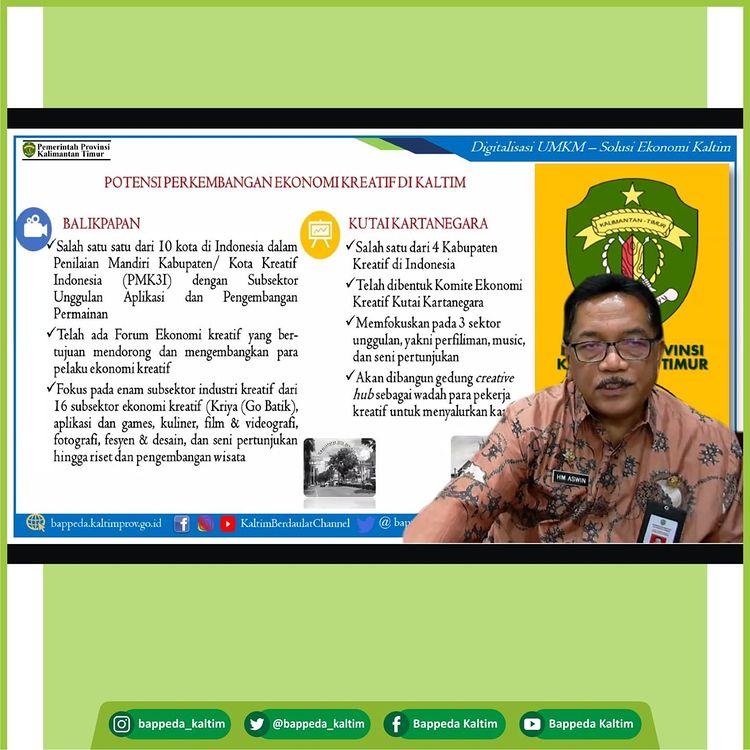 Pemerintah Provinsi
Kalimantan Timur
Digitalisasi UMKM – Solusi Ekonomi Kaltim
POTENSI PERKEMBANGAN EKONOMI KREATIF DI KALTIM
BALIKPAPAN
✓Salah satu satu dari 10 kota di Indonesia dalam
Penilaian Mandiri Kabupaten/ Kota Kreatif
Indonesia (PMK3I) dengan Subsektor
Unggulan Aplikasi dan Pengembangan
Permainan
✓Telah ada Forum Ekonomi kreatif yang ber-
tujuan mendorong dan mengembangkan para
pelaku ekonomi kreatif
✓Fokus pada enam subsektor industri kreatif dari
16 subsektor ekonomi kreatif (Kriya (Go Batik),
aplikasi dan games, kuliner, film & videografi,
fotografi, fesyen & desain, dan seni pertunjukan
hingga riset dan pengembangan wisata
KUTAI KARTANEGARA
✓Salah satu dari 4 Kabupaten
Kreatif di Indonesia
✓Telah dibentuk Komite Ekonomi
Kreatif Kutai Kartanegara
✓Memfokuskan pada 3 sektor
unggulan, yakni perfiliman, music,
dan seni pertunjukan
✓Akan dibangun gedung creative
hub sebagai wadah para pekerja
kreatif untuk menyalurkan ka
KALIMANTAN - TIMUR
VINSI
K TIMUR
HM ASWIN
bappeda.kaltimprov.go.id
KaltimBerdaulatChannel
@ bap
bappeda_kaltim
@bappeda_kaltim
Bappeda Kaltim
Bappeda Kaltim